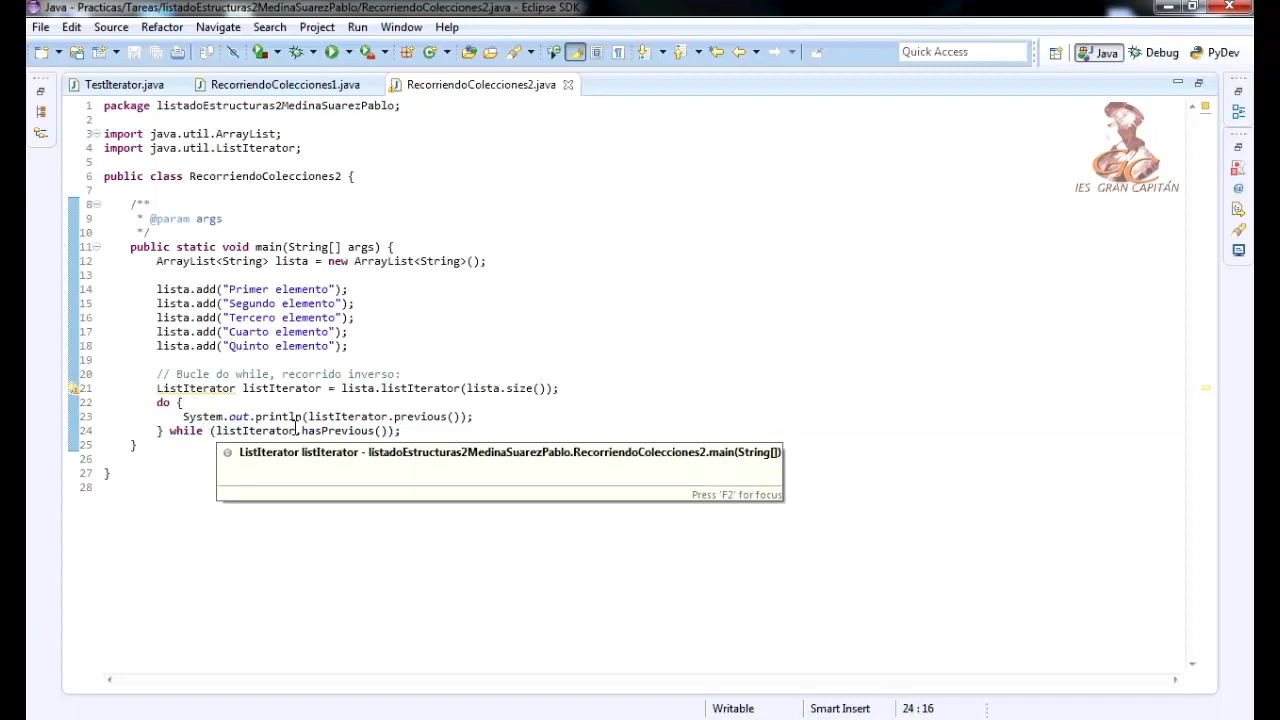 Java - Practicas/Tareas/listadoEstructuras2MedinaSuarezPablo/RecorriendoColecciones2.java - Eclipse SDK
File Edit Source Refactor Navigate Search Project Run Window Help
Quick Access
Java
Debug
PyDev
TestIterator.java
RecorriendoColecciones1.java
RecorriendoColecciones2.java
1 package listadoEstructuras2MedinaSuarezPablo;
2
3 import java.util.ArrayList;
4 import java.util.ListIterator;
5
6 public class RecorriendoColecciones2 {
7
8 /**
9 * @param args
10 */
11 public static void main(String[] args) {
12 ArrayList<String> lista = new ArrayList<String>();
13
14 lista.add("Primer elemento");
15 lista.add("Segundo elemento");
16 lista.add("Tercero elemento");
17 lista.add("Cuarto elemento");
18 lista.add("Quinto elemento");
19
20 // Bucle do while, recorrido inverso:
21 ListIterator listIterator = lista.listIterator(lista.size());
22 do {
23 System.out.println(listIterator.previous());
24 } while (listIterator.hasPrevious());
25 }
26
27 }
28
ListIterator listIterator - listadoEstructuras2MedinaSuarezPablo.RecorriendoColecciones2.main(String[])
Press 'F2' for focus
GC
IES GRAN CAPITÁN
Writable
Smart Insert
24 : 16